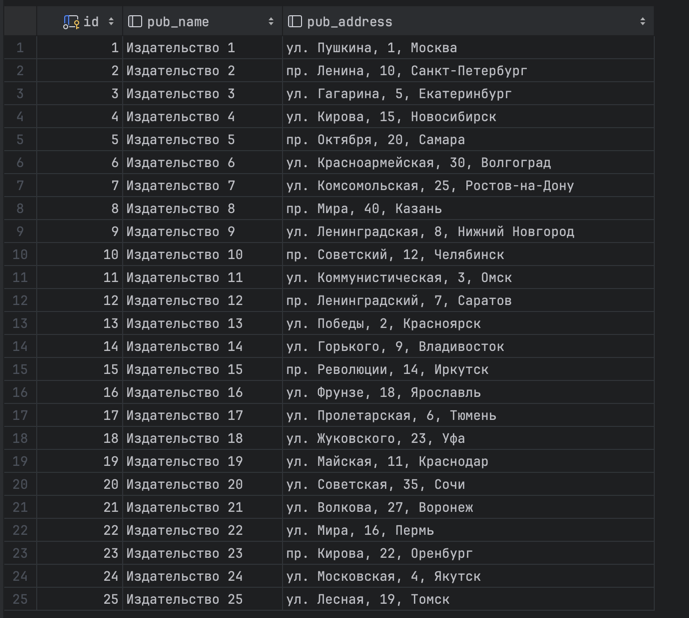 id pub_name pub_address
1 1 Издательство 1 ул. Пушкина, 1, Москва
2 2 Издательство 2 пр. Ленина, 10, Санкт-Петербург
3 3 Издательство 3 ул. Гагарина, 5, Екатеринбург
4 4 Издательство 4 ул. Кирова, 15, Новосибирск
5 5 Издательство 5 пр. Октября, 20, Самара
6 6 Издательство 6 ул. Красноармейская, 30, Волгоград
7 7 Издательство 7 ул. Комсомольская, 25, Ростов-на-Дону
8 8 Издательство 8 пр. Мира, 40, Казань
9 9 Издательство 9 ул. Ленинградская, 8, Нижний Новгород
10 10 Издательство 10 пр. Советский, 12, Челябинск
11 11 Издательство 11 ул. Коммунистическая, 3, Омск
12 12 Издательство 12 пр. Ленинградский, 7, Саратов
13 13 Издательство 13 ул. Победы, 2, Красноярск
14 14 Издательство 14 ул. Горького, 9, Владивосток
15 15 Издательство 15 пр. Революции, 14, Иркутск
16 16 Издательство 16 ул. Фрунзе, 18, Ярославль
17 17 Издательство 17 ул. Пролетарская, 6, Тюмень
18 18 Издательство 18 ул. Жуковского, 23, Уфа
19 19 Издательство 19 ул. Майская, 11, Краснодар
20 20 Издательство 20 ул. Советская, 35, Сочи
21 21 Издательство 21 ул. Волкова, 27, Воронеж
22 22 Издательство 22 ул. Мира, 16, Пермь
23 23 Издательство 23 пр. Кирова, 22, Оренбург
24 24 Издательство 24 ул. Московская, 4, Якутск
25 25 Издательство 25 ул. Лесная, 19, Томск